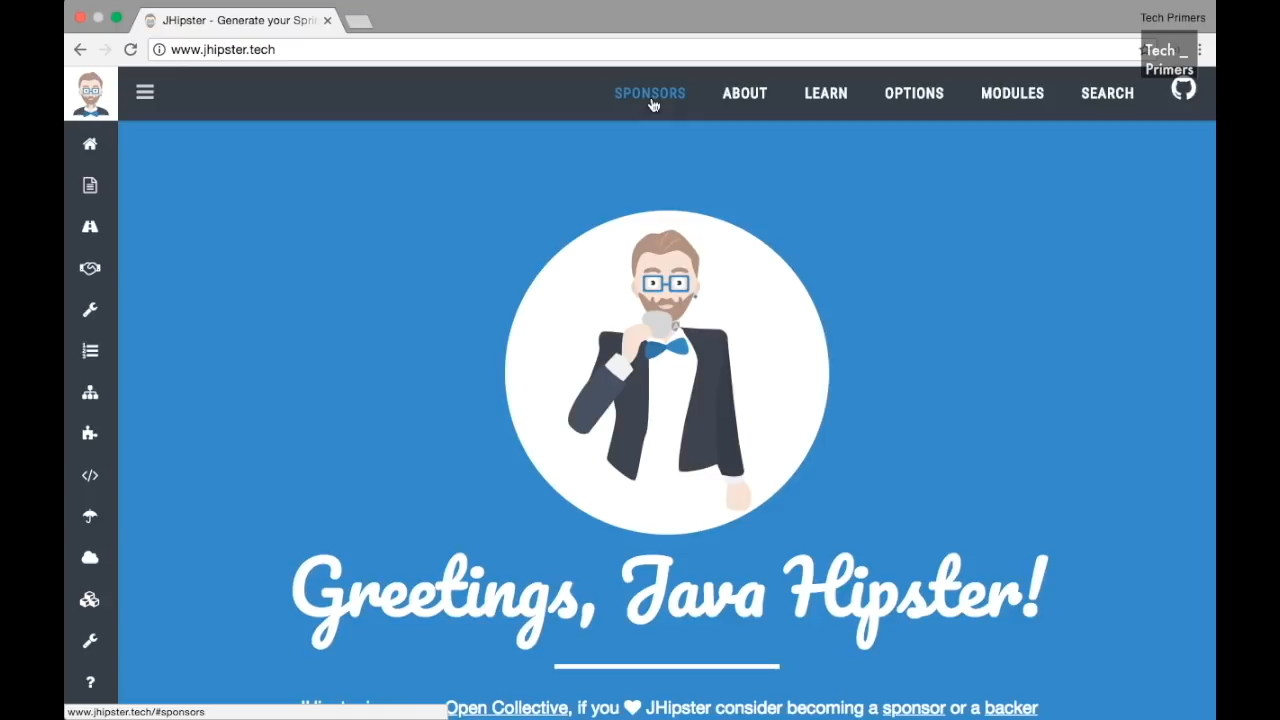 JHipster - Generate your Spri
Tech Primers
www.jhipster.tech
Tech _
Primers
SPONSORS ABOUT LEARN OPTIONS MODULES SEARCH
Greetings, Java Hipster!
Open Collective, if you ♥ JHipster consider becoming a sponsor or a backer
www.jhipster.tech/#sponsors